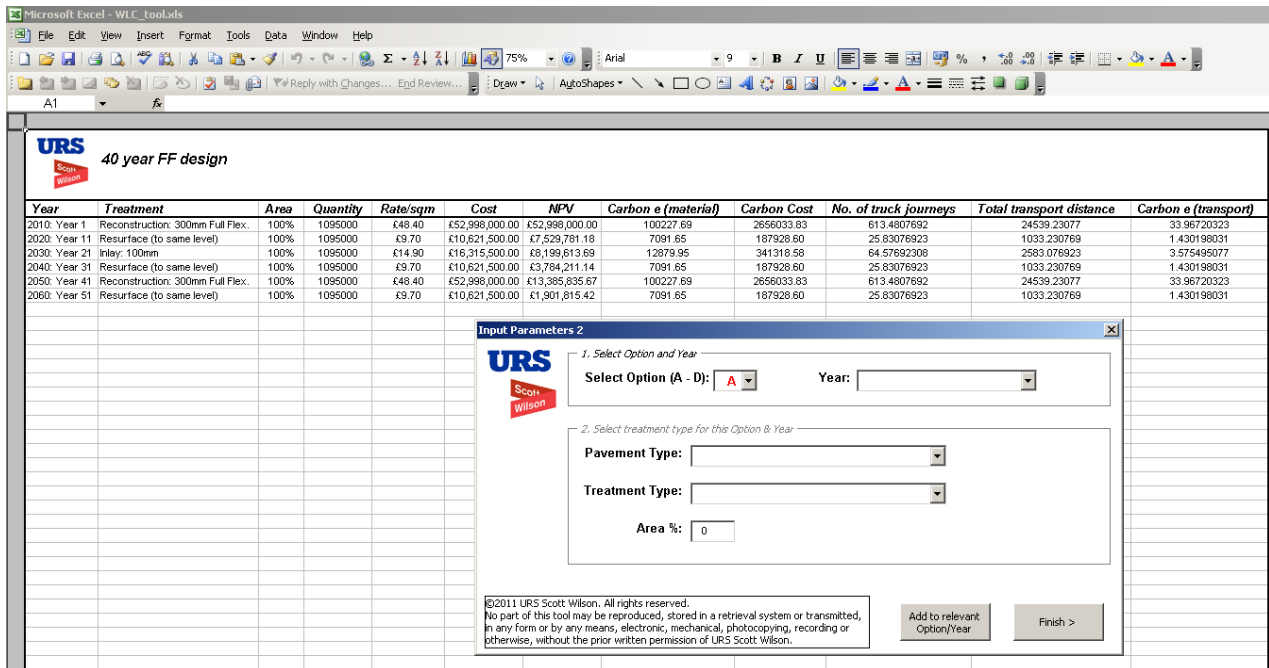 Microsoft Excel - WLC_tool.xls
File Edit View Insert Format Tools Data Window Help
75% Arial 9 B I U % ,
Reply with Changes... End Review... Draw AutoShapes
A1 fx
URS
Scott
Wilson
40 year FF design
Year Treatment Area Quantity Rate/sqm Cost NPV Carbon e (material) Carbon Cost No. of truck journeys Total transport distance Carbon e (transport)
2010: Year 1 Reconstruction: 300mm Full Flex. 100% 1095000 £48.40 £52,998,000.00 £52,998,000.00 100227.69 2656033.83 613.4807692 24539.23077 33.96720323
2020: Year 11 Resurface (to same level) 100% 1095000 £9.70 £10,621,500.00 £7,529,781.18 7091.65 187928.60 25.83076923 1033.230769 1.430198031
2030: Year 21 Inlay: 100mm 100% 1095000 £14.90 £16,315,500.00 £8,199,613.69 12879.95 341318.58 64.57692308 2583.076923 3.575495077
2040: Year 31 Resurface (to same level) 100% 1095000 £9.70 £10,621,500.00 £3,784,211.14 7091.65 187928.60 25.83076923 1033.230769 1.430198031
2050: Year 41 Reconstruction: 300mm Full Flex. 100% 1095000 £48.40 £52,998,000.00 £13,385,835.67 100227.69 2656033.83 613.4807692 24539.23077 33.96720323
2060: Year 51 Resurface (to same level) 100% 1095000 £9.70 £10,621,500.00 £1,901,815.42 7091.65 187928.60 25.83076923 1033.230769 1.430198031
Input Parameters 2
URS
Scott
Wilson
1. Select Option and Year
Select Option (A - D): A Year:
2. Select treatment type for this Option & Year
Pavement Type:
Treatment Type:
Area %: 0
©2011 URS Scott Wilson. All rights reserved.
No part of this tool may be reproduced, stored in a retrieval system or transmitted,
in any form or by any means, electronic, mechanical, photocopying, recording or
otherwise, without the prior written permission of URS Scott Wilson.
Add to relevant
Option/Year
Finish >